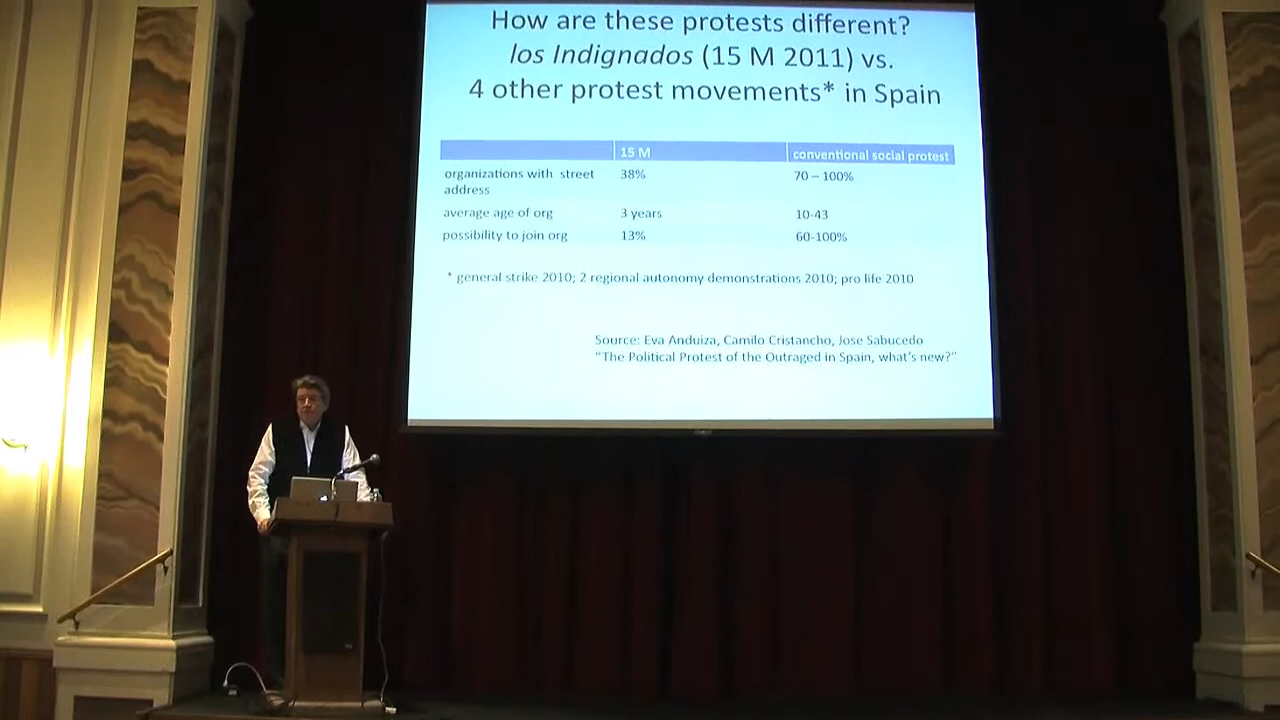 How are these protests different?
los Indignados (15 M 2011) vs.
4 other protest movements* in Spain
15 M conventional social protest
organizations with street address 38% 70 – 100%
average age of org 3 years 10-43
possibility to join org 13% 60-100%
* general strike 2010; 2 regional autonomy demonstrations 2010; pro life 2010
Source: Eva Anduiza, Camilo Cristancho, Jose Sabucedo
"The Political Protest of the Outraged in Spain, what's new?"